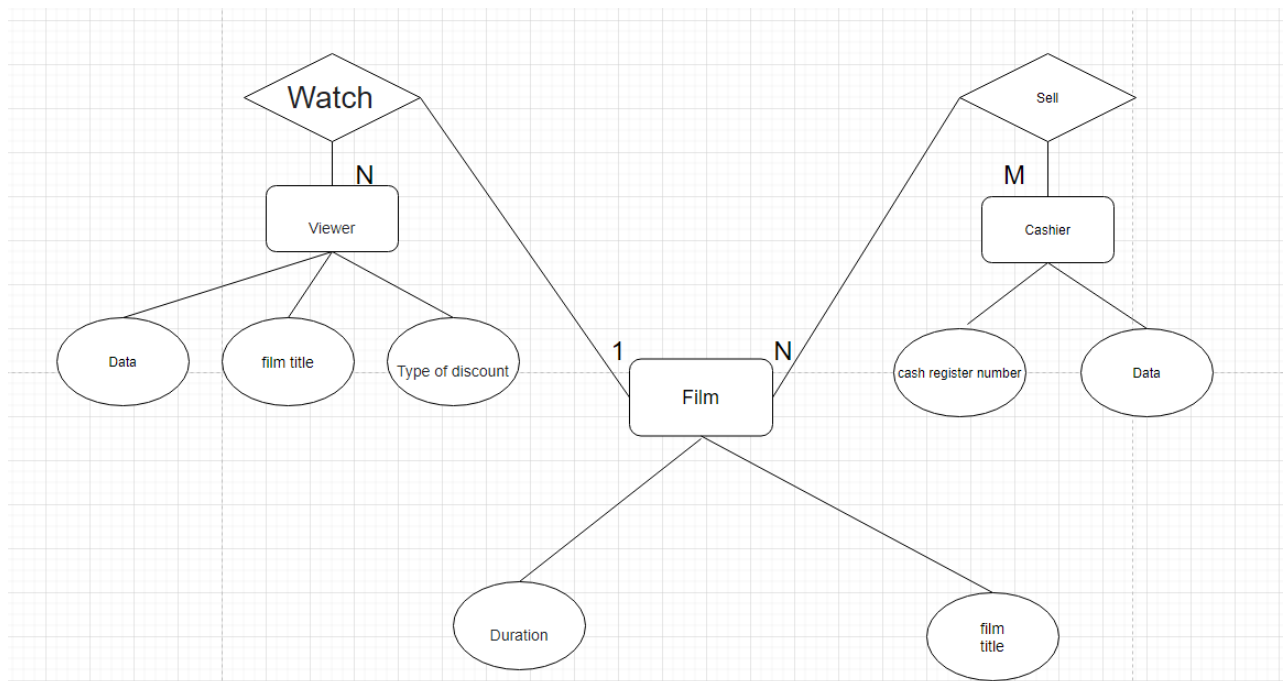 Watch
Sell
N
M
Viewer
Cashier
1
N
Data
film title
Type of discount
cash register number
Data
Film
Duration
film
title